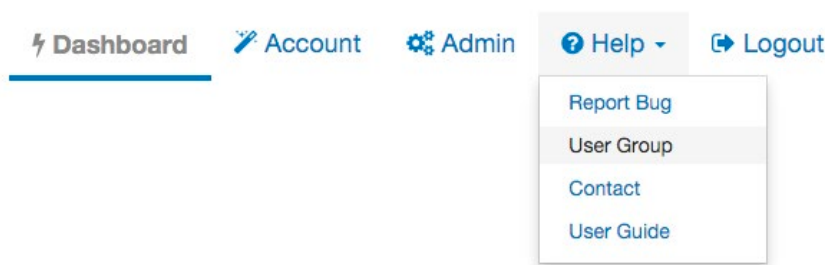 Dashboard Account Admin Help Logout
Report Bug
User Group
Contact
User Guide